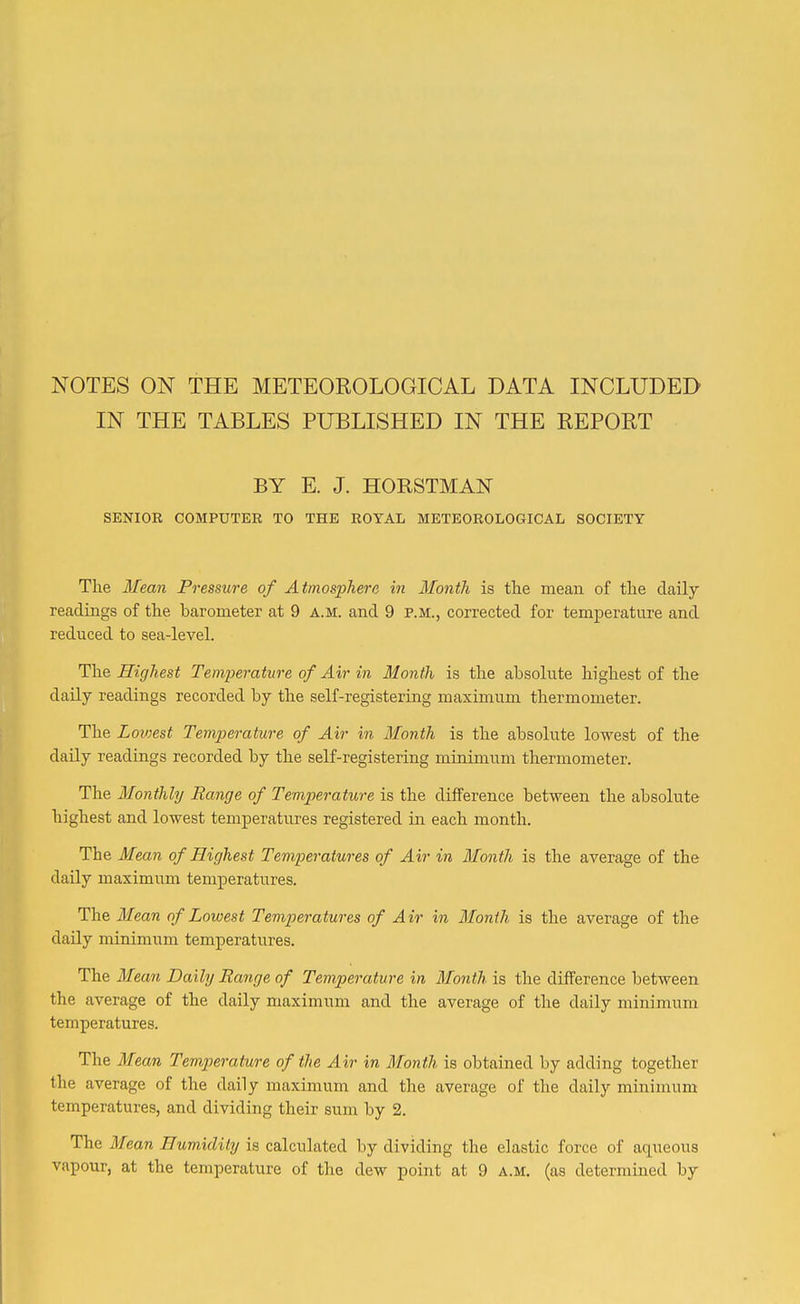 NOTES ON THE METEOROLOGICAL DATA INCLUDED
IN THE TABLES PUBLISHED IN THE REPORT
BY E. J. HORSTMAN
SENIOR COMPUTER TO THE ROYAL METEOROLOGICAL SOCIETY
The Mean Pressure of Atmosphere in Month is the mean of the daily
readings of the barometer at 9 A.M. and 9 P.M., corrected for temperature and
reduced to sea-level.
The Highest Temperature of Air in Month is the absolute highest of the
daily readings recorded by the self-registering maximum thermometer.
The Lowest Temperature of Air in Month is the absolute lowest of the
daily readings recorded by the self-registering minimum thermometer.
The Monthly Range of Temperature is the difference between the absolute
highest and lowest temperatures registered in each month.
The Mean of Highest Temperatures of Air in Month is the average of the
daily maximum temperatures.
The Mean of Lowest Temperatures of Air in Month is the average of the
daily minimum temperatures.
The Mean Daily Range of Temperature in Month is the difference between
the average of the daily maximum and the average of the daily minimum
temperatures.
The Mean Temperature of the Air in Month is obtained by adding together
the average of the daily maximum and the average of the daily minimum
temperatures, and dividing their sum by 2.
The Mean Humidity is calculated by dividing the elastic force of aqueous
vapour, at the temperature of the dew point at 9 A.M. (as determined by